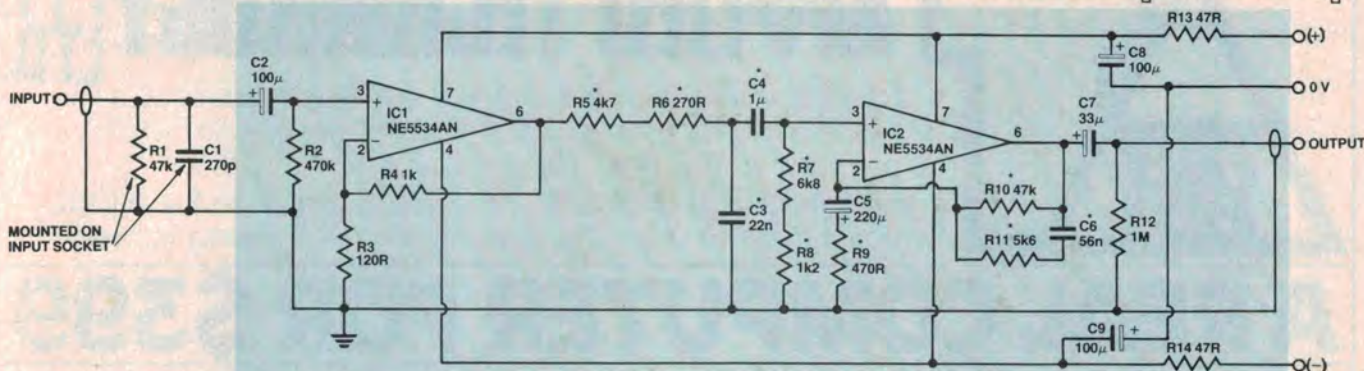 INPUT
R1
47k
C1
270p
MOUNTED ON
INPUT SOCKET
C2
100µ
+
R2
470k
3
+
2
−
IC1
NE5534AN
7
4
6
R4 1k
R3
120R
*
R5 4k7
*
R6 270R
*
C4
1µ
*
C3
22n
*
R7
6k8
*
R8
1k2
3
+
2
−
IC2
NE5534AN
7
4
6
C5
220µ
+
*
R9
470R
*
R10 47k
*
R11 5k6
*
C6
56n
C7
33µ
+
R12
1M
R13 47R
+
C8
100µ
(+)
0V
OUTPUT
C9
100µ
+
R14 47R
(−)